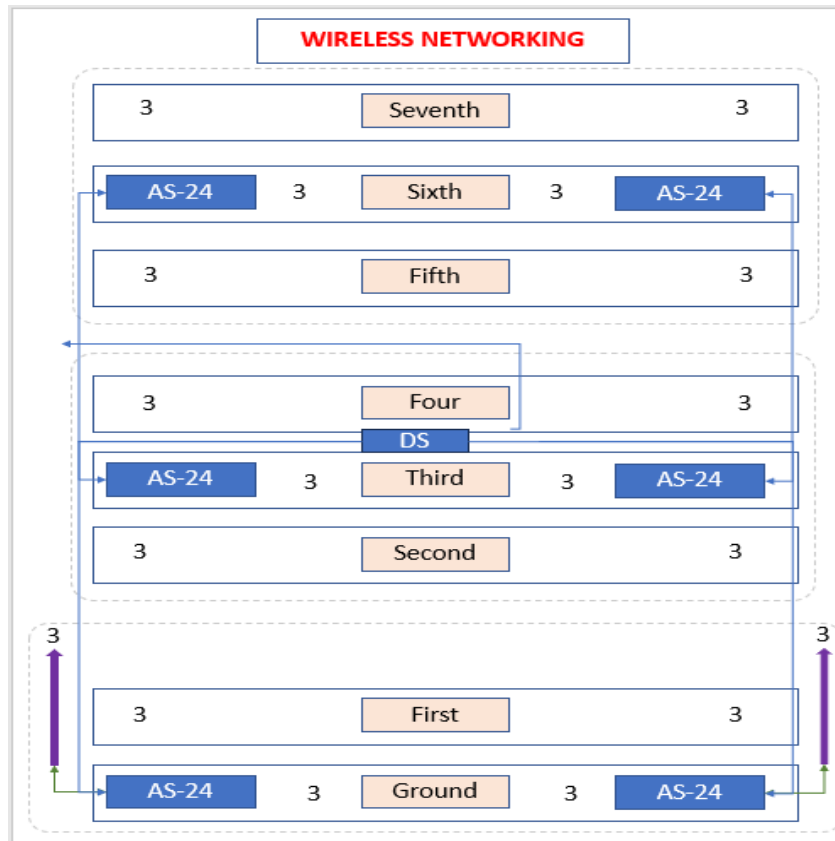 WIRELESS NETWORKING
3 Seventh 3
AS-24 3 Sixth 3 AS-24
3 Fifth 3
3 Four 3
DS
AS-24 3 Third 3 AS-24
3 Second 3
3 3
3 First 3
AS-24 3 Ground 3 AS-24